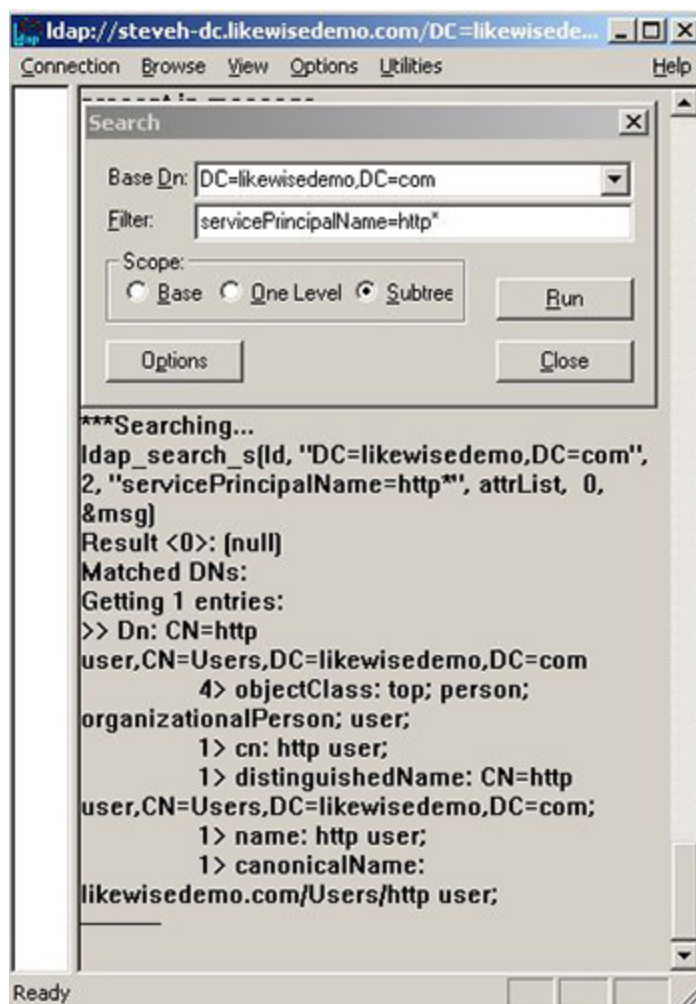 ldap://steveh-dc.likewisedemo.com/DC=likewisede...
Connection Browse View Options Utilities Help
Search
Base Dn: DC=likewisedemo,DC=com
Filter: servicePrincipalName=http*
Scope:
Base One Level Subtree
Run
Options
Close
***Searching...
ldap_search_s(ld, "DC=likewisedemo,DC=com",
2, "servicePrincipalName=http*", attrList, 0,
&msg)
Result <0>: (null)
Matched DNs:
Getting 1 entries:
>> Dn: CN=http
user,CN=Users,DC=likewisedemo,DC=com
4> objectClass: top; person;
organizationalPerson; user;
1> cn: http user;
1> distinguishedName: CN=http
user,CN=Users,DC=likewisedemo,DC=com;
1> name: http user;
1> canonicalName:
likewisedemo.com/Users/http user;
Ready